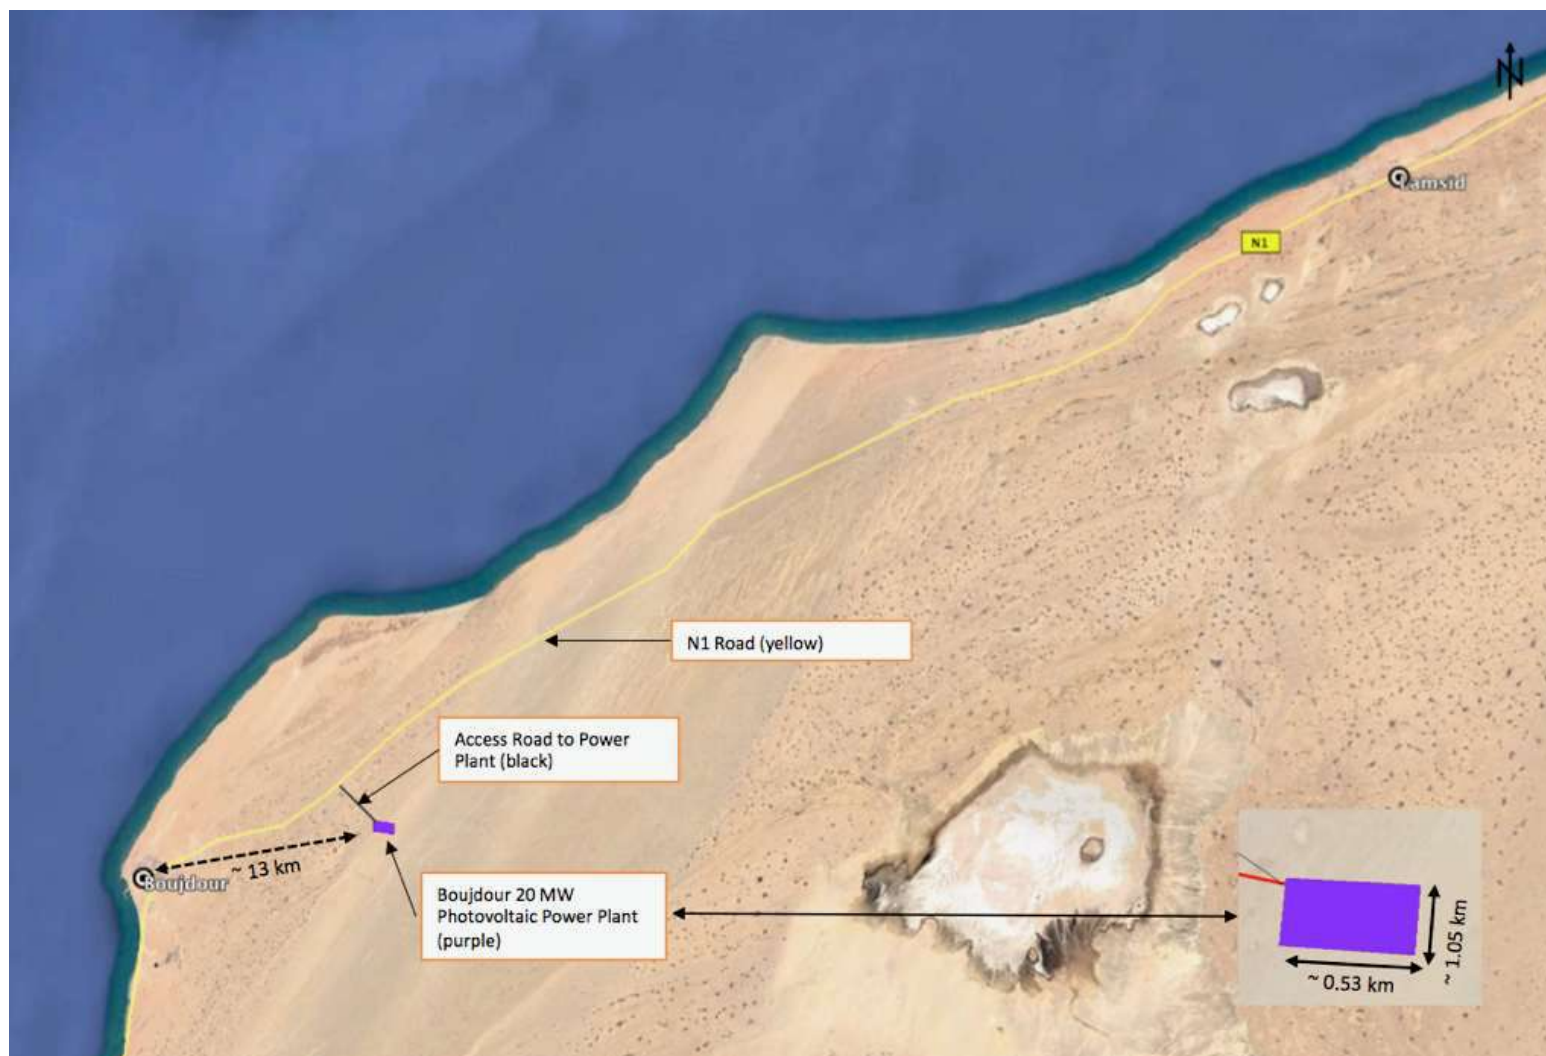 N
Lamsid
N1
N1 Road (yellow)
Access Road to Power
Plant (black)
~ 13 km
Boujdour
Boujdour 20 MW
Photovoltaic Power Plant
(purple)
~ 1.05 km
~ 0.53 km